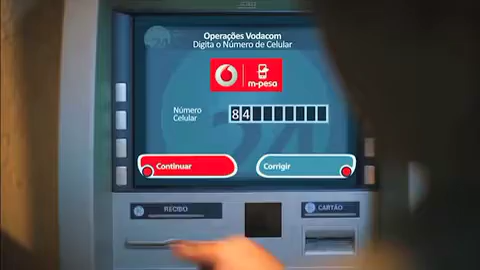 Operações Vodacom
Digita o Número de Celular
m-pesa
Número
Celular
84
Continuar
Corrigir
RECIBO
CARTÃO